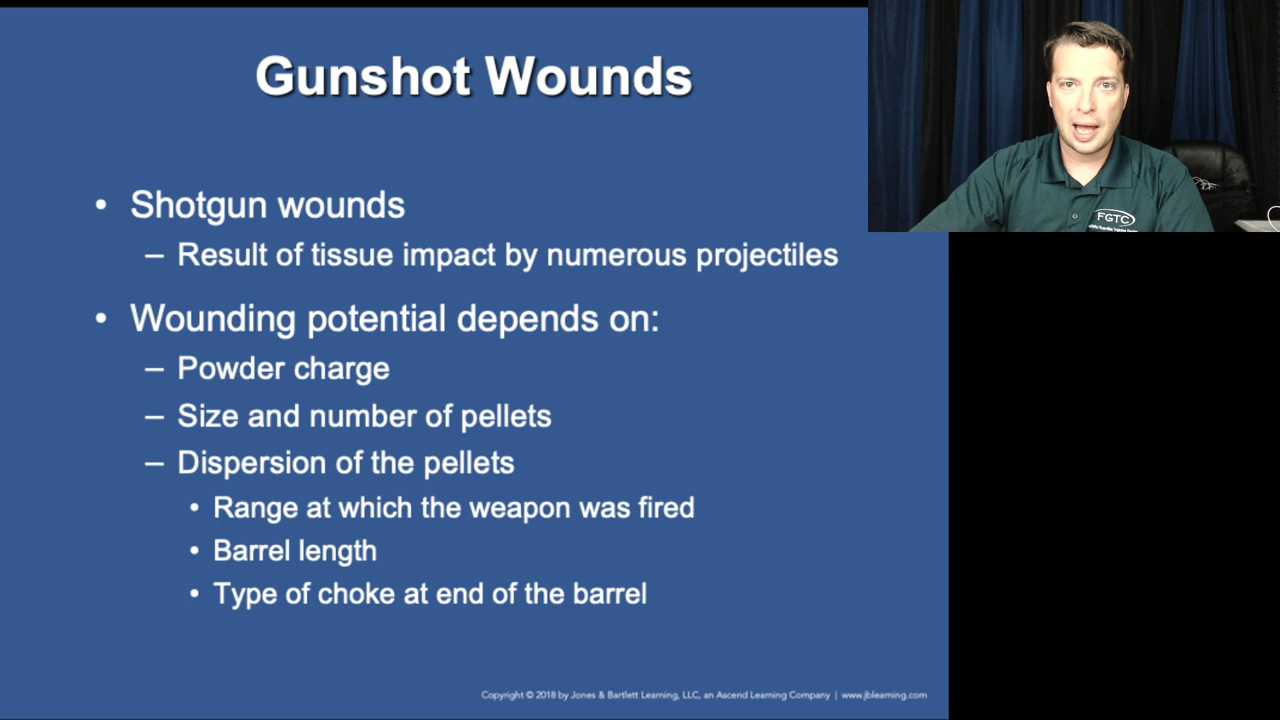 Gunshot Wounds
• Shotgun wounds
– Result of tissue impact by numerous projectiles
• Wounding potential depends on:
– Powder charge
– Size and number of pellets
– Dispersion of the pellets
• Range at which the weapon was fired
• Barrel length
• Type of choke at end of the barrel
FGTC
Copyright © 2018 by Jones & Bartlett Learning, LLC, an Ascend Learning Company | www.jblearning.com